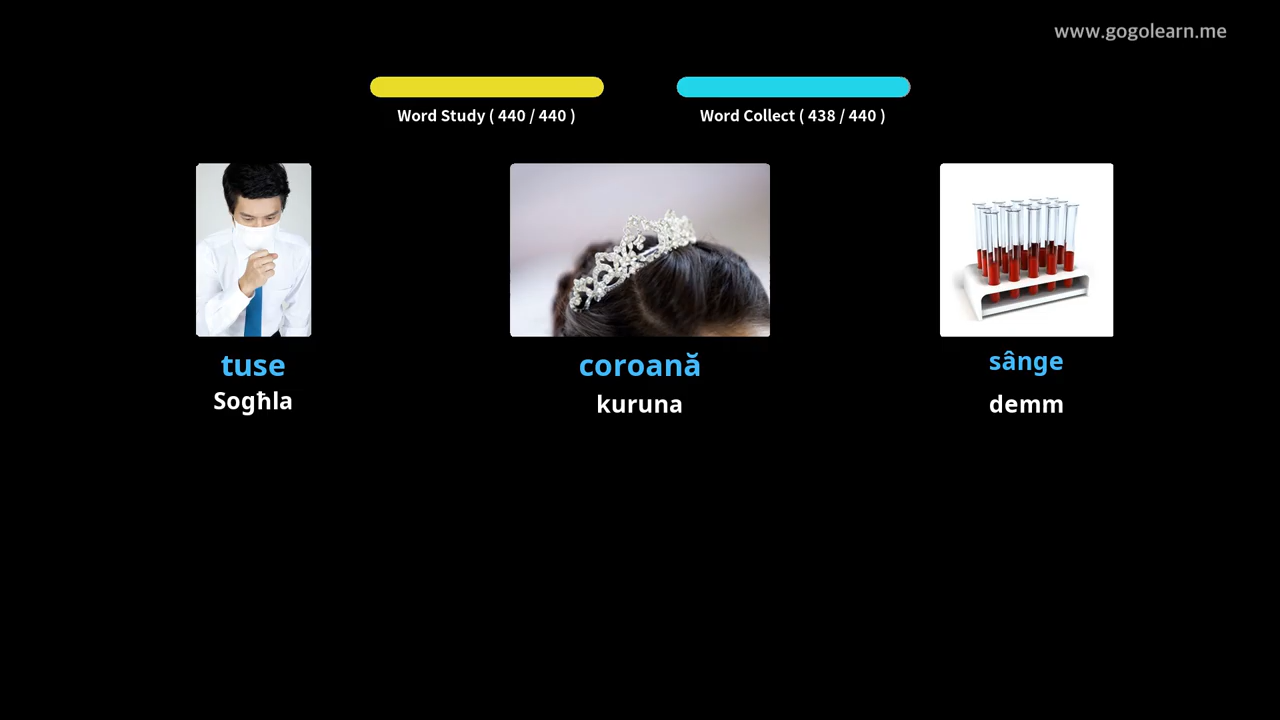 www.gogolearn.me
Word Study ( 440 / 440 )
Word Collect ( 438 / 440 )
tuse
Sogħla
coroană
kuruna
sânge
demm